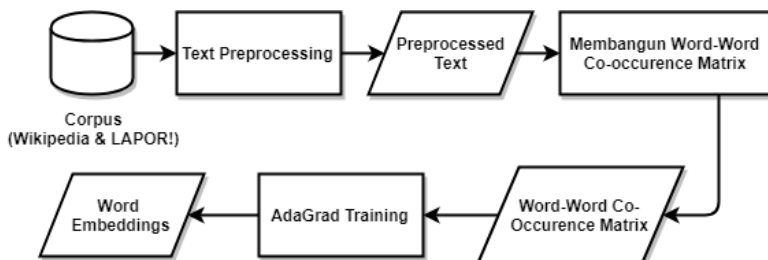 Text Preprocessing
Preprocessed
Text
Membangun Word-Word
Co-occurence Matrix
Corpus
(Wikipedia & LAPOR!)
Word-Word Co-
Occurence Matrix
AdaGrad Training
Word
Embeddings